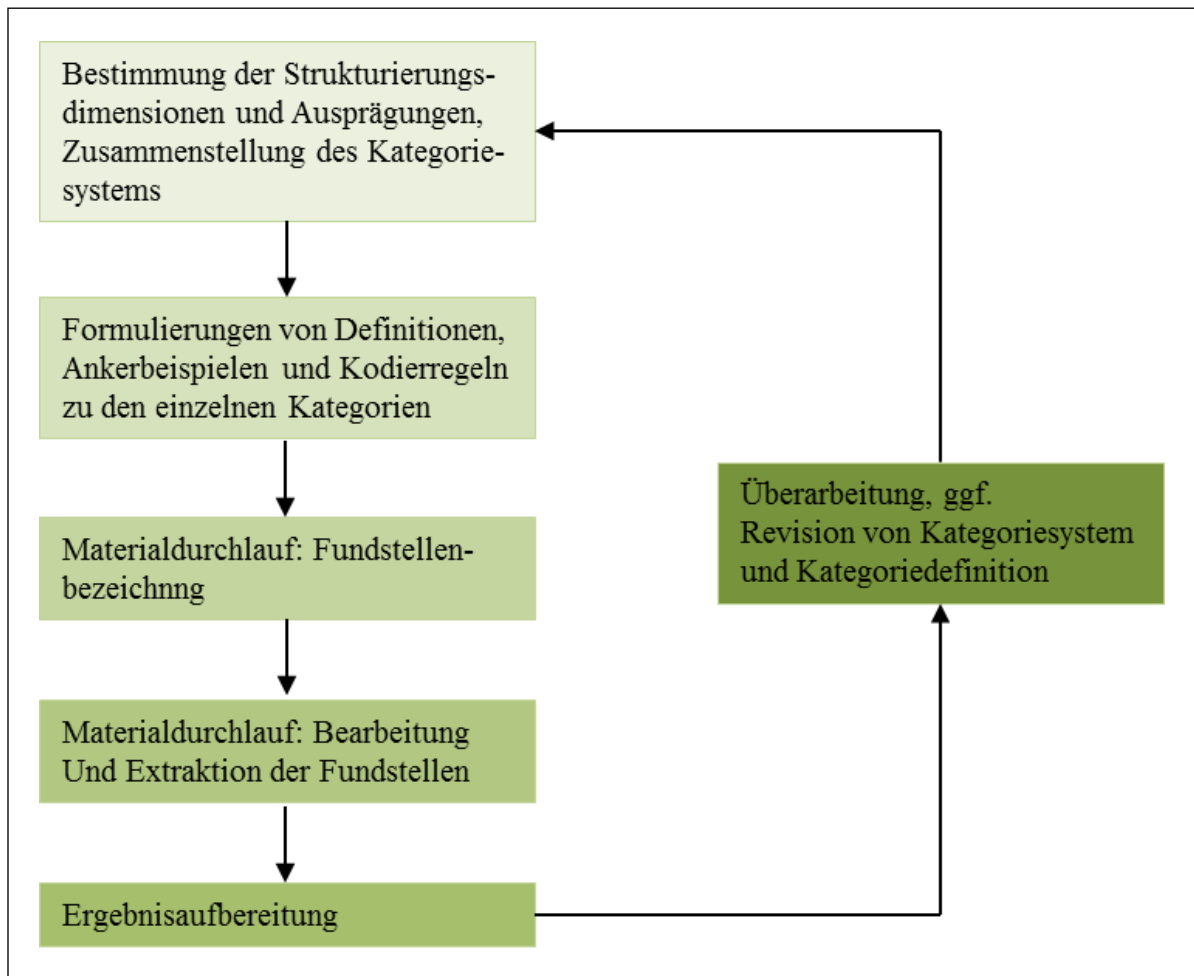 Bestimmung der Strukturierungs-
dimensionen und Ausprägungen,
Zusammenstellung des Kategorie-
systems
Formulierungen von Definitionen,
Ankerbeispielen und Kodierregeln
zu den einzelnen Kategorien
Materialdurchlauf: Fundstellen-
bezeichnng
Materialdurchlauf: Bearbeitung
Und Extraktion der Fundstellen
Ergebnisaufbereitung
Überarbeitung, ggf.
Revision von Kategoriesystem
und Kategoriedefinition